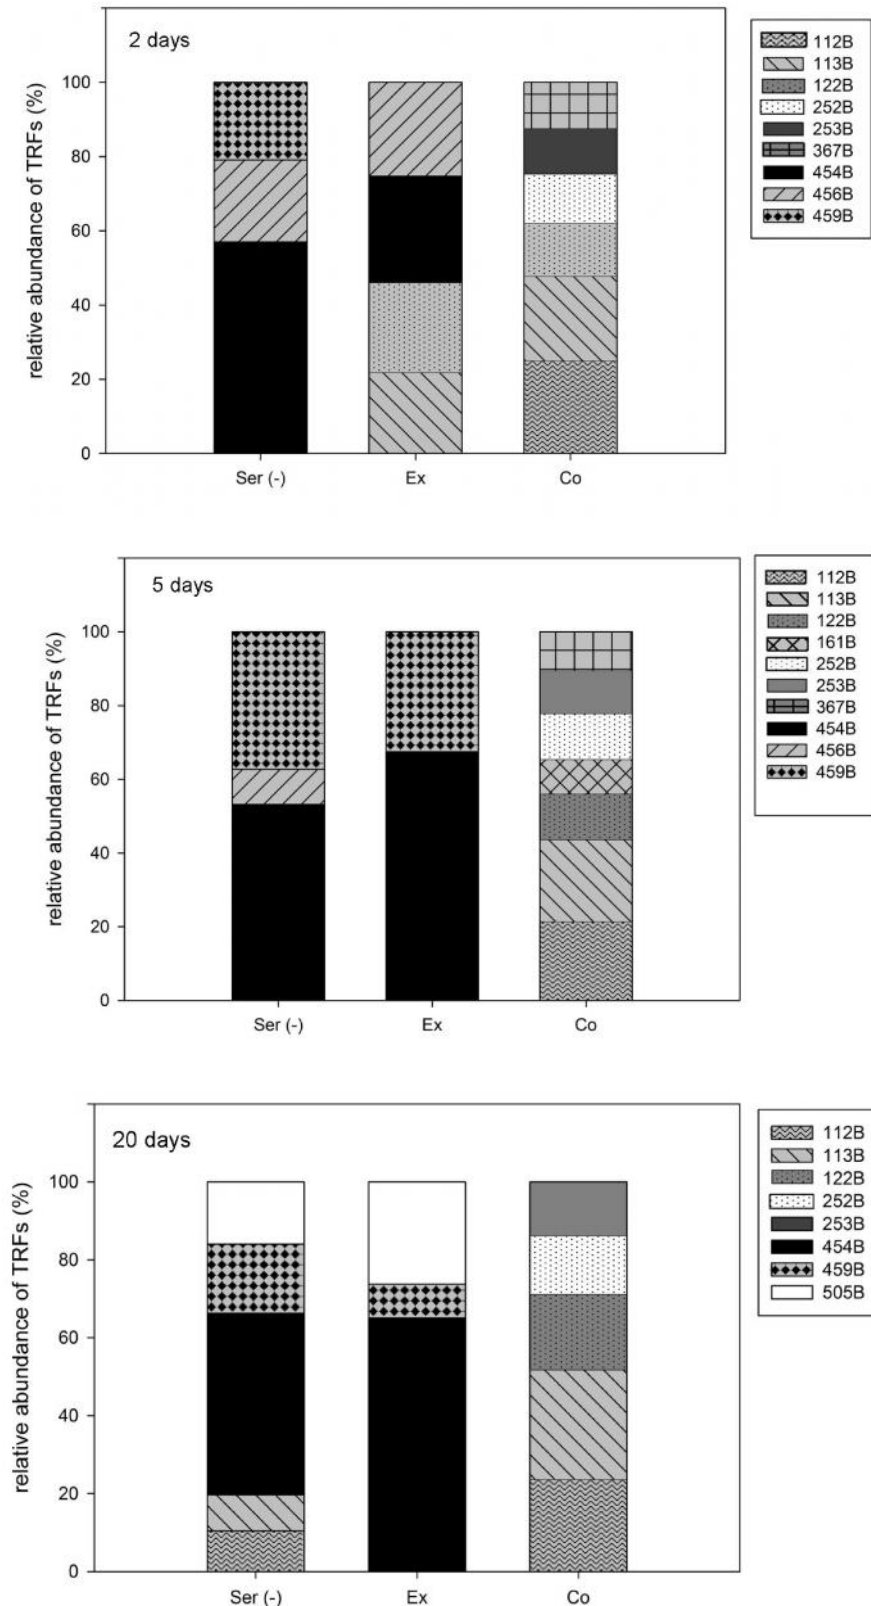 2 days
relative abundance of TRFs (%)
100
80
60
40
20
0
Ser (-) Ex Co
112B
113B
122B
252B
253B
367B
454B
456B
459B
5 days
relative abundance of TRFs (%)
100
80
60
40
20
0
Ser (-) Ex Co
112B
113B
122B
161B
252B
253B
367B
454B
456B
459B
20 days
relative abundance of TRFs (%)
100
80
60
40
20
0
Ser (-) Ex Co
112B
113B
122B
252B
253B
454B
459B
505B